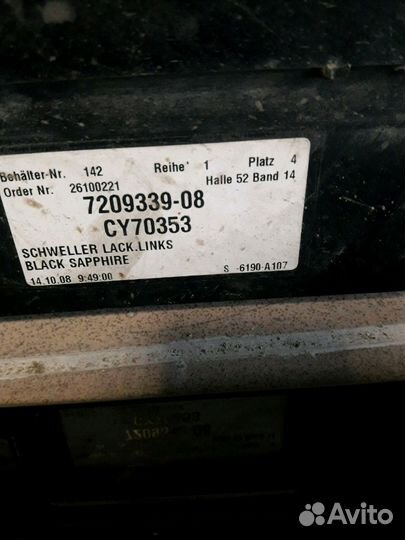 Behälter-Nr. 142 Reihe 1 Platz 4
Order Nr. 26100221 Halle 52 Band 14
7209339-08
CY70353
SCHWELLER LACK.LINKS
BLACK SAPPHIRE
14.10.08 9:49:00 S -6190-A107
Avito